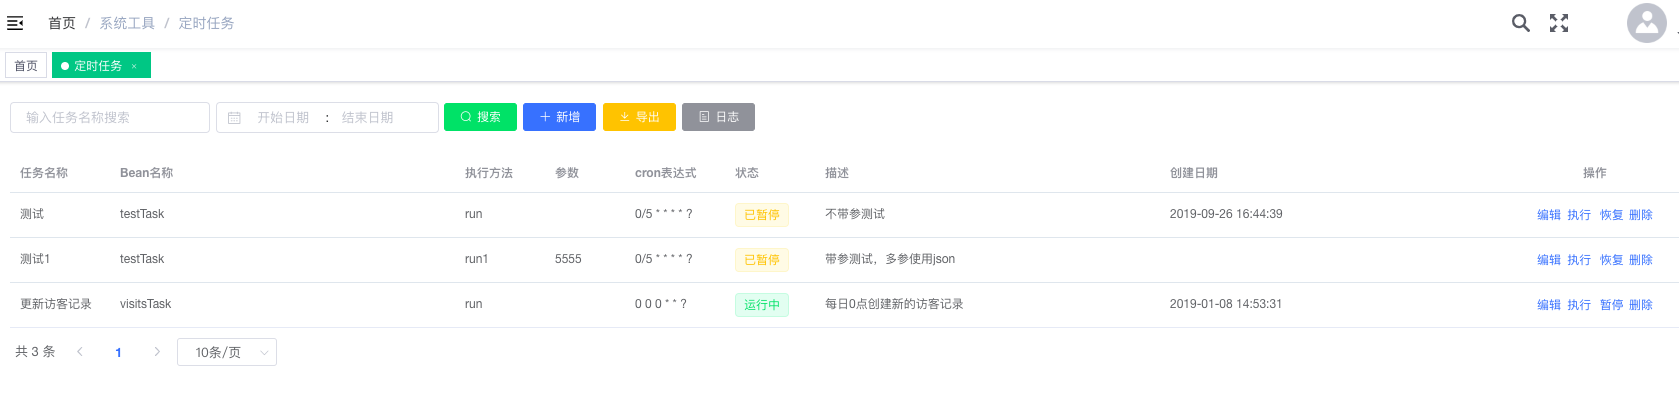 首页 / 系统工具 / 定时任务
首页 定时任务 ×
输入任务名称搜索 开始日期 : 结束日期 搜索 新增 导出 日志
任务名称 Bean名称 执行方法 参数 cron表达式 状态 描述 创建日期 操作
测试 testTask run 0/5 * * * * ? 已暂停 不带参测试 2019-09-26 16:44:39 编辑 执行 恢复 删除
测试1 testTask run1 5555 0/5 * * * * ? 已暂停 带参测试，多参使用json 编辑 执行 恢复 删除
更新访客记录 visitsTask run 0 0 0 * * ? 运行中 每日0点创建新的访客记录 2019-01-08 14:53:31 编辑 执行 暂停 删除
共 3 条 1 10条/页